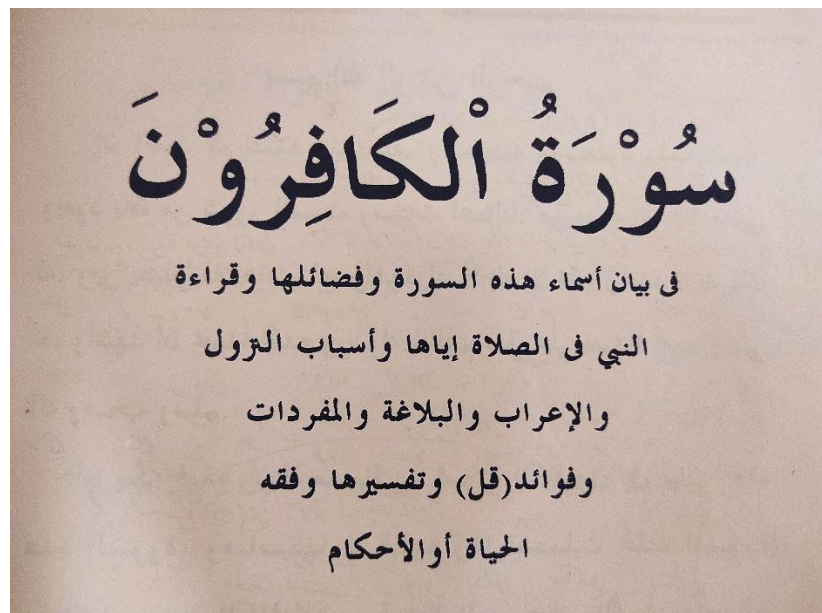 سُوْرَةُ الْكَافِرُوْنَ
فى بيان أسماء هذه السورة وفضائلها وقراءة
النبي فى الصلاة إياها وأسباب النزول
والإعراب والبلاغة والمفردات
وفوائد(قل) وتفسيرها وفقه
الحياة أوالأحكام